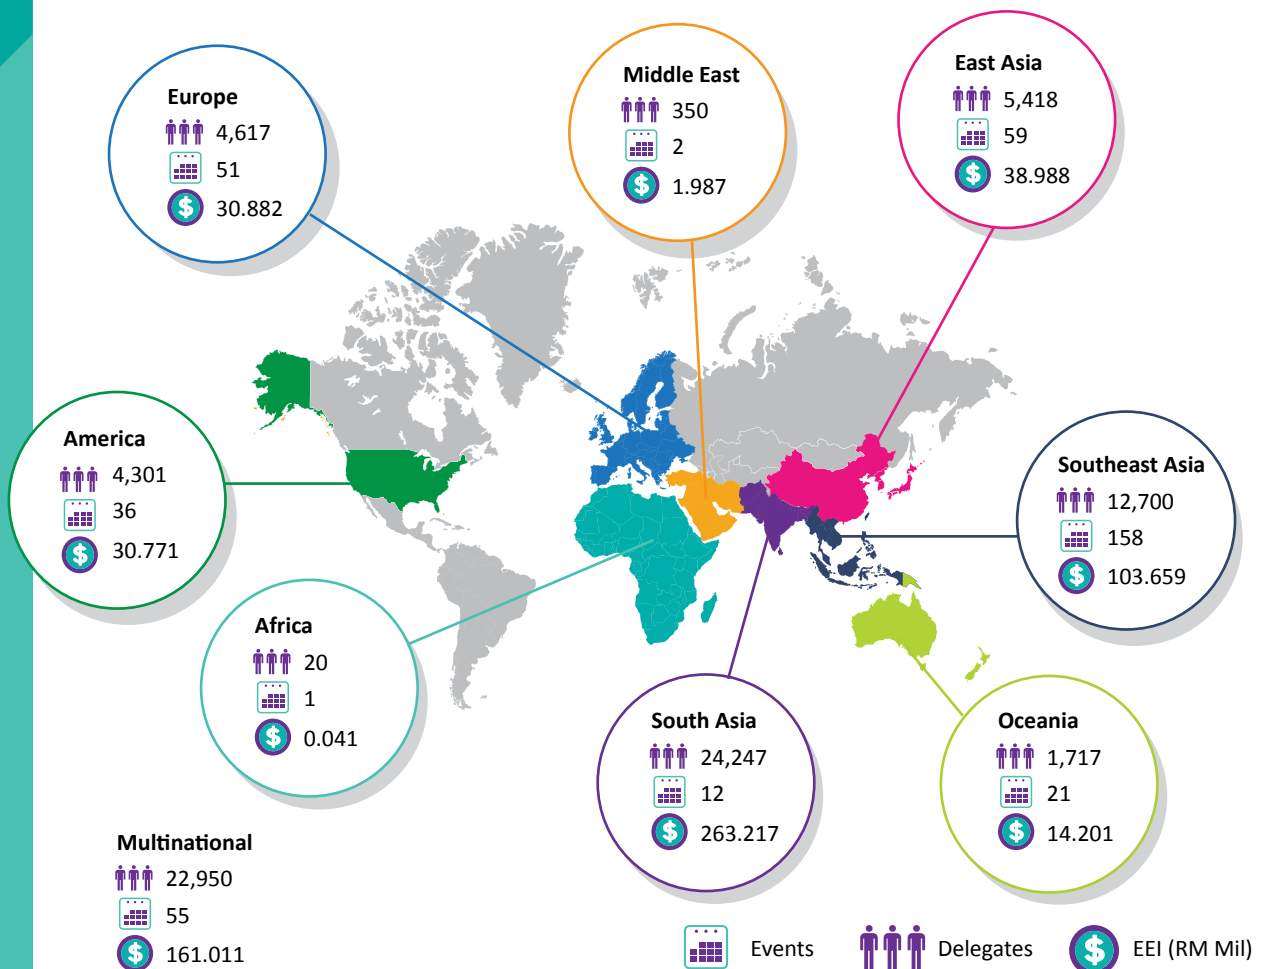 Europe
4,617
51
$ 30.882
Middle East
350
2
$ 1.987
East Asia
5,418
59
$ 38.988
America
4,301
36
$ 30.771
Southeast Asia
12,700
158
$ 103.659
Africa
20
1
$ 0.041
South Asia
24,247
12
$ 263.217
Oceania
1,717
21
$ 14.201
Multinational
22,950
55
$ 161.011
Events
Delegates
$ EEI (RM Mil)